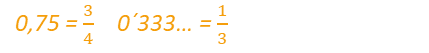 0,75 = 3/4 0´333... = 1/3